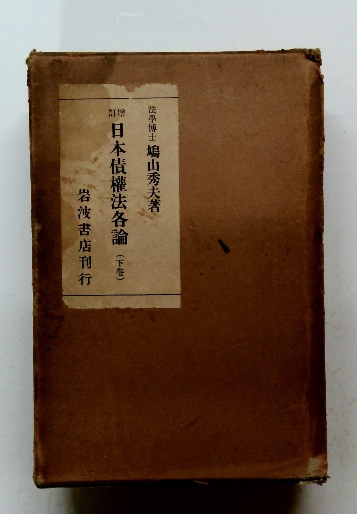 法學博士 鳩山秀夫著
增訂 日本債權法各論 (下卷)
岩波書店刊行